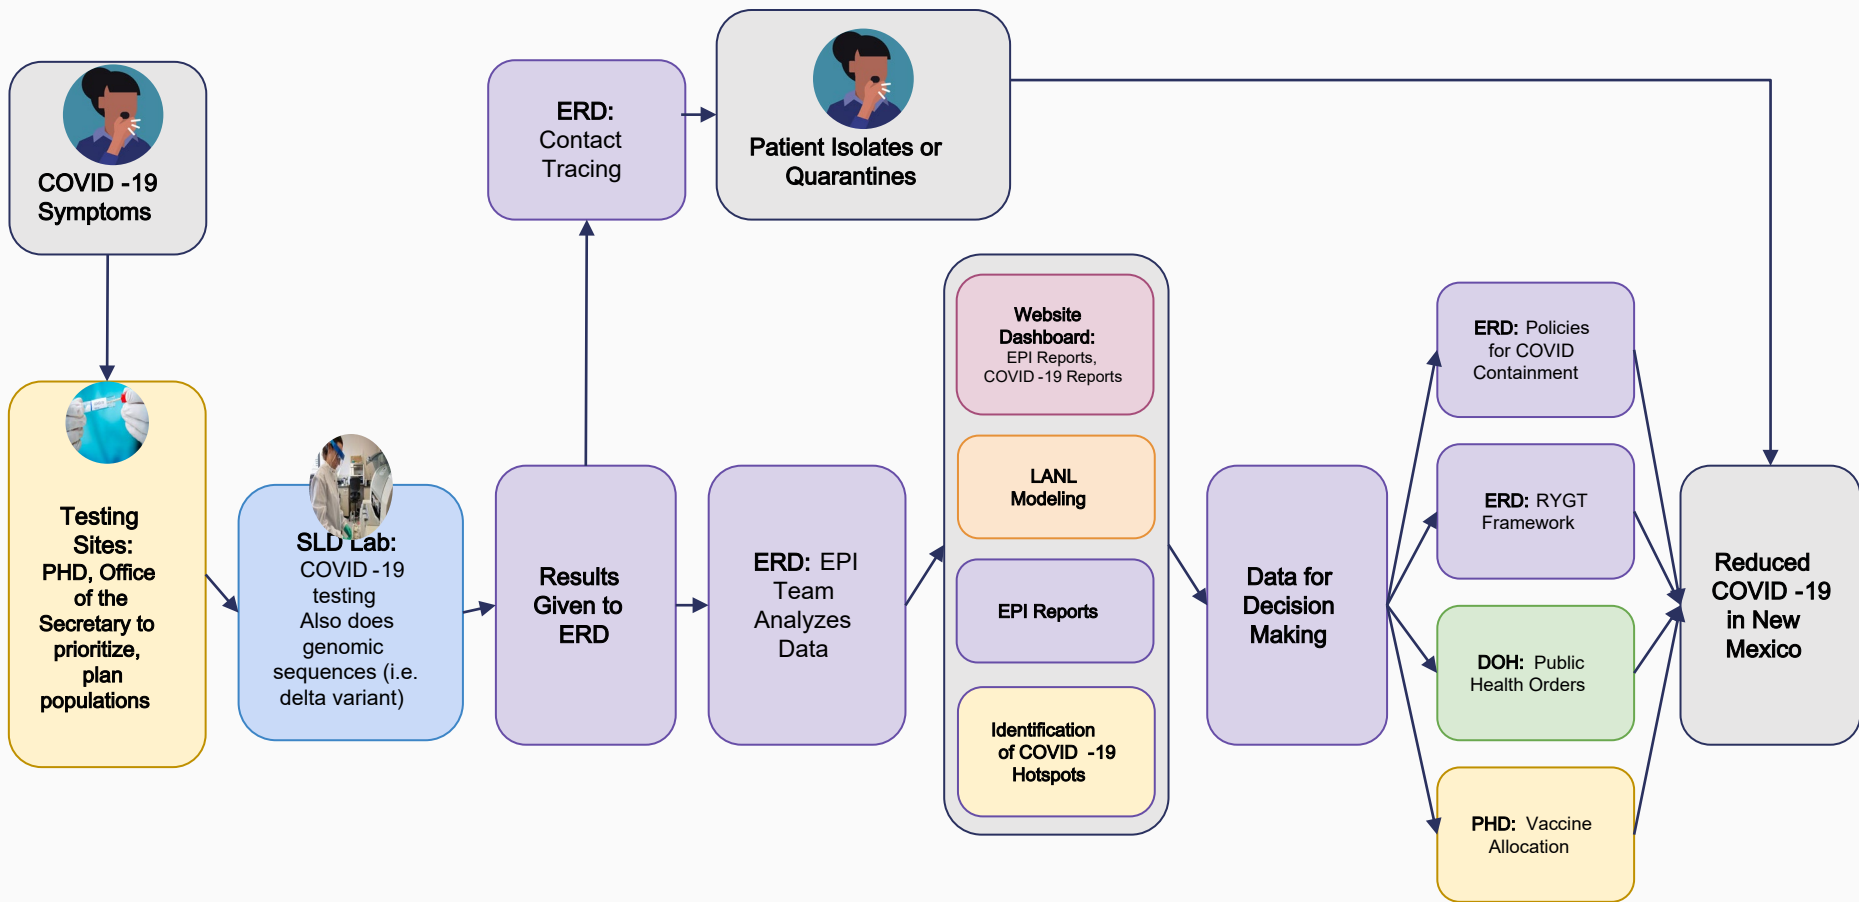 COVID -19
Symptoms
Testing
Sites:
PHD, Office
of the
Secretary to
prioritize,
plan
populations
SLD Lab:
COVID -19
testing
Also does
genomic
sequences (i.e.
delta variant)
Results
Given to
ERD
ERD:
Contact
Tracing
Patient Isolates or
Quarantines
ERD: EPI
Team
Analyzes
Data
Website
Dashboard:
EPI Reports,
COVID -19 Reports
LANL
Modeling
EPI Reports
Identification
of COVID -19
Hotspots
Data for
Decision
Making
ERD: Policies
for COVID
Containment
ERD: RYGT
Framework
DOH: Public
Health Orders
PHD: Vaccine
Allocation
Reduced
COVID -19
in New
Mexico